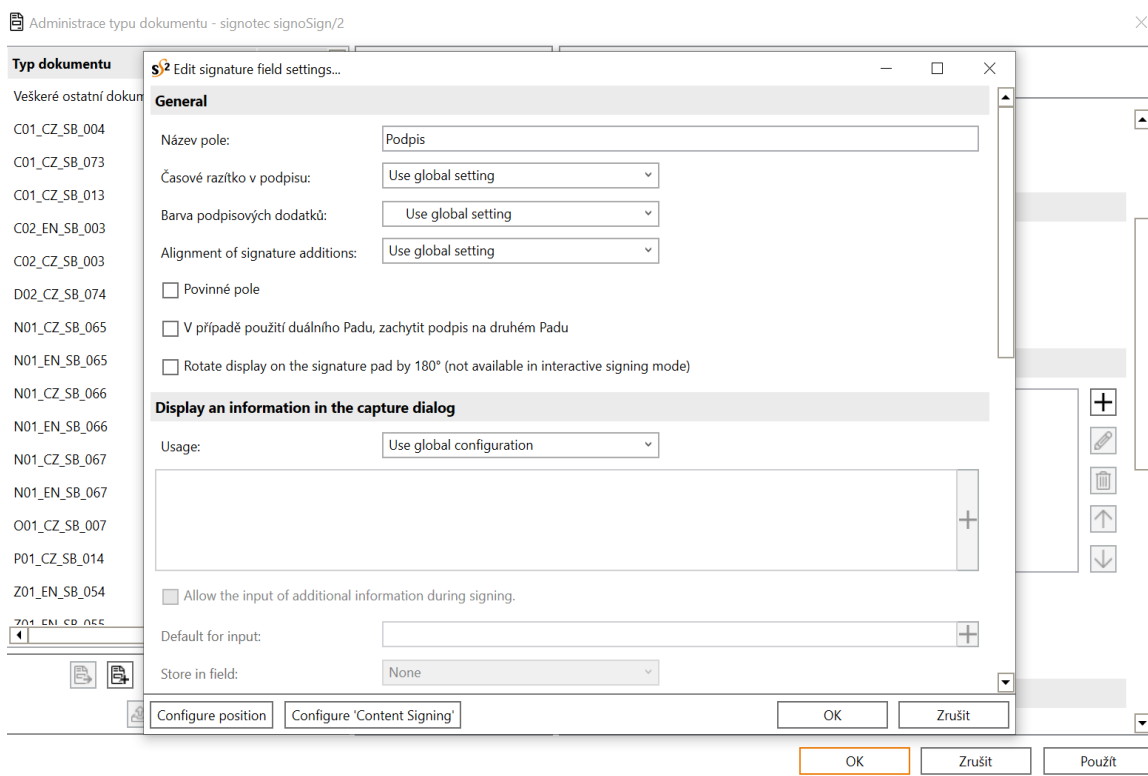 Administrace typu dokumentu - signotec signoSign/2
Typ dokumentu
Veškeré ostatní dokum
C01_CZ_SB_004
C01_CZ_SB_073
C01_CZ_SB_013
C02_EN_SB_003
C02_CZ_SB_003
D02_CZ_SB_074
N01_CZ_SB_065
N01_EN_SB_065
N01_CZ_SB_066
N01_EN_SB_066
N01_CZ_SB_067
N01_EN_SB_067
O01_CZ_SB_007
P01_CZ_SB_014
Z01_EN_SB_054
Z01_EN_SB_055
Edit signature field settings...
General
Název pole:
Podpis
Časové razítko v podpisu:
Use global setting
Barva podpisových dodatků:
Use global setting
Alignment of signature additions:
Use global setting
Povinné pole
V případě použití duálního Padu, zachytit podpis na druhém Padu
Rotate display on the signature pad by 180° (not available in interactive signing mode)
Display an information in the capture dialog
Usage:
Use global configuration
Allow the input of additional information during signing.
Default for input:
Store in field:
None
Configure position
Configure 'Content Signing'
OK
Zrušit
OK
Zrušit
Použít